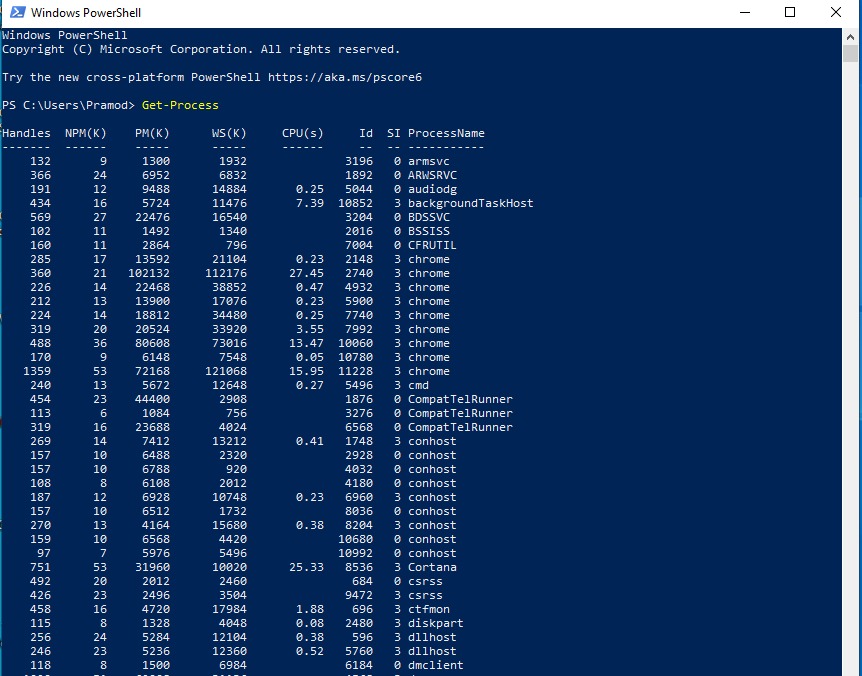 Windows PowerShell
Windows PowerShell
Copyright (C) Microsoft Corporation. All rights reserved.
Try the new cross-platform PowerShell https://aka.ms/pscore6
PS C:\Users\Pramod> Get-Process
Handles  NPM(K)    PM(K)      WS(K)     CPU(s)     Id  SI ProcessName
-------  ------    -----      -----     ------     --  -- -----------
    132       9     1300       1932              3196   0 armsvc
    366      24     6952       6832              1892   0 ARWSRVC
    191      12     9488      14884       0.25   5044   0 audiodg
    434      16     5724      11476       7.39  10852   3 backgroundTaskHost
    569      27    22476      16540              3204   0 BDSSVC
    102      11     1492       1340              2016   0 BSSISS
    160      11     2864        796              7004   0 CFRUTIL
    285      17    13592      21104       0.23   2148   3 chrome
    360      21   102132     112176      27.45   2740   3 chrome
    226      14    22468      38852       0.47   4932   3 chrome
    212      13    13900      17076       0.23   5900   3 chrome
    224      14    18812      34480       0.25   7740   3 chrome
    319      20    20524      33920       3.55   7992   3 chrome
    488      36    80608      73016      13.47  10060   3 chrome
    170       9     6148       7548       0.05  10780   3 chrome
   1359      53    72168     121068      15.95  11228   3 chrome
    240      13     5672      12648       0.27   5496   3 cmd
    454      23    44400       2908              1876   0 CompatTelRunner
    113       6     1084        756              3276   0 CompatTelRunner
    319      16    23688       4024              6568   0 CompatTelRunner
    269      14     7412      13212       0.41   1748   3 conhost
    157      10     6488       2320              2928   0 conhost
    157      10     6788        920              4032   0 conhost
    108       8     6108       2012              4180   0 conhost
    187      12     6928      10748       0.23   6960   3 conhost
    157      10     6512       1732              8036   0 conhost
    270      13     4164      15680       0.38   8204   3 conhost
    159      10     6568       4420             10680   0 conhost
     97       7     5976       5496             10992   0 conhost
    751      53    31960      10020      25.33   8536   3 Cortana
    492      20     2012       2460               684   0 csrss
    426      23     2496       3504              9472   3 csrss
    458      16     4720      17984       1.88    696   3 ctfmon
    115       8     1328       4048       0.08   2480   3 diskpart
    256      24     5284      12104       0.38    596   3 dllhost
    246      23     5236      12360       0.52   5760   3 dllhost
    118       8     1500       6984              6184   0 dmclient